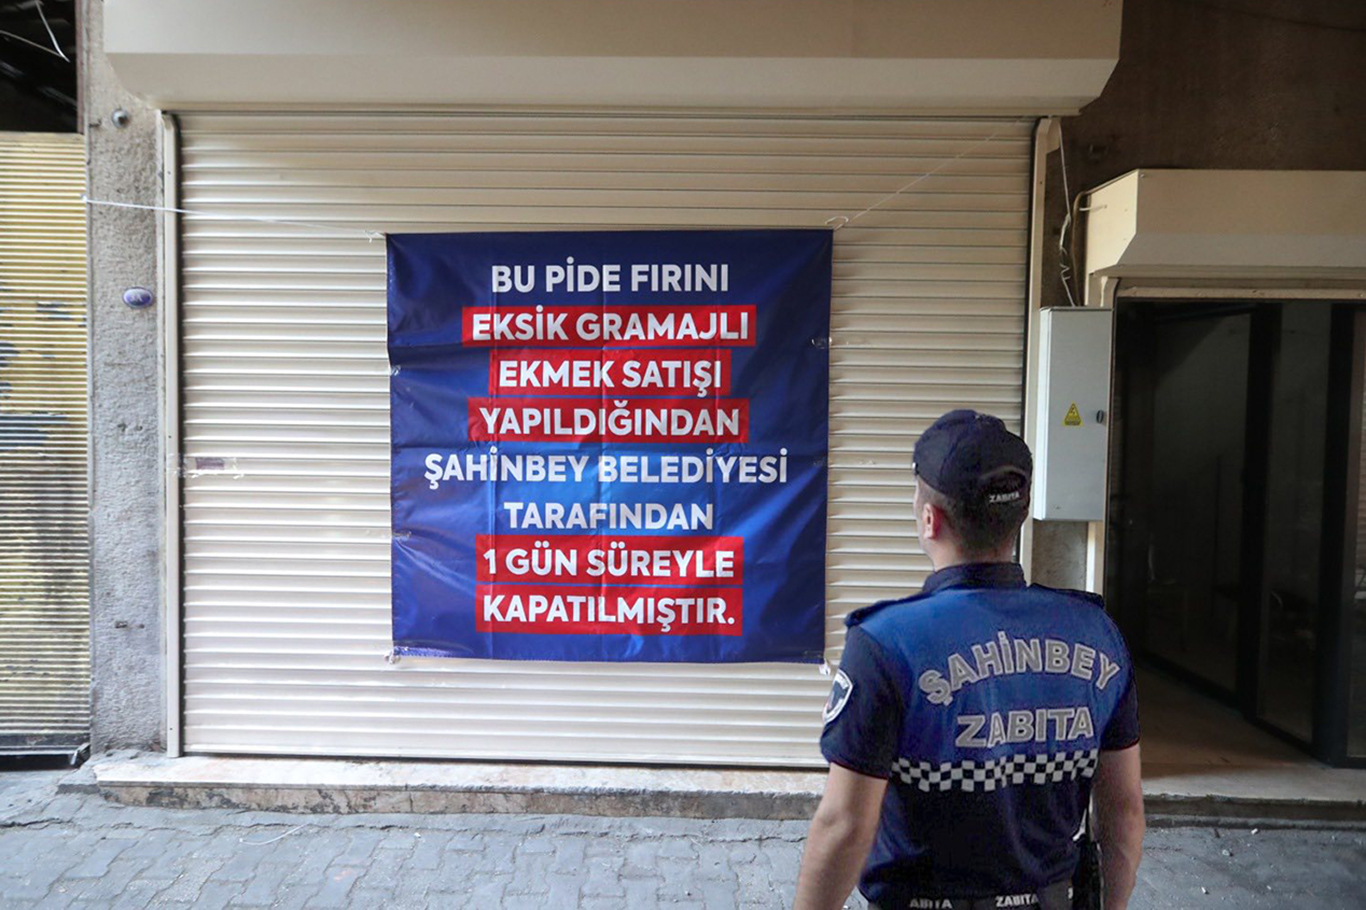 BU PİDE FIRINI
EKSİK GRAMAJLI
EKMEK SATIŞI
YAPILDIĞINDAN
ŞAHİNBEY BELEDİYESİ
TARAFINDAN
1 GÜN SÜREYLE
KAPATILMIŞTIR.
ZABITA
ŞAHİNBEY
ZABITA
ABITA ZABITA